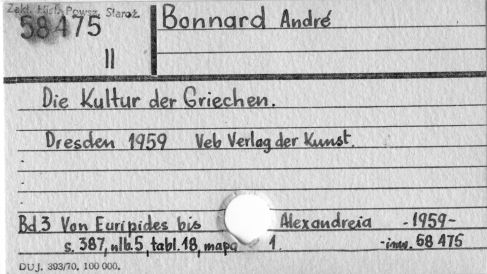 Zakł. Hist. Powsz. Staroż.
58475
II
Bonnard André
Die Kultur der Griechen.
Dresden 1959 Veb Verlag der Kunst.
Bd.3 Von Euripides bis Alexandreia -1959-
s. 387, nlb.5, tabl.18, mapa 1. -inw. 58 475
DUJ. 393/70, 100 000.